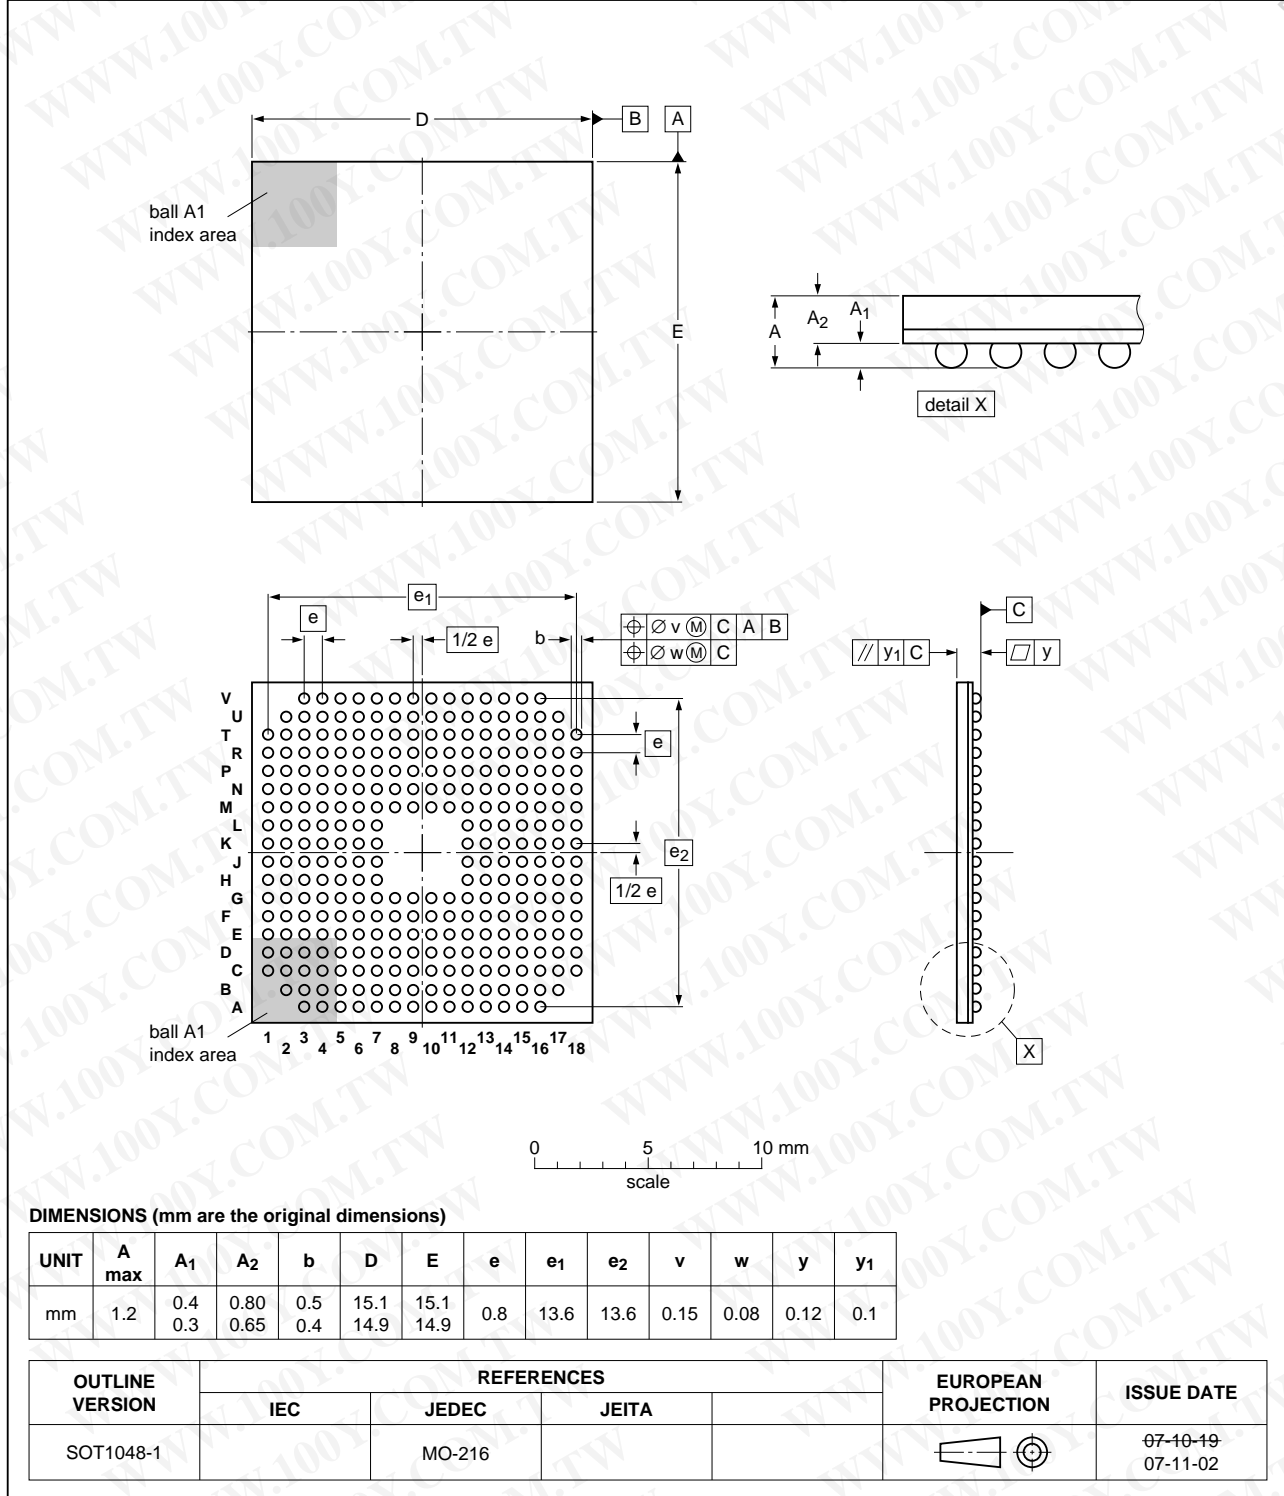 D
B
A
ball A1
index area
E
A
A2
A1
detail X
e1
e
1/2 e
b
Ø v M C A B
Ø w M C
// y1 C
C
y
V
U
T
R
P
N
M
L
K
J
H
G
F
E
D
C
B
A
e
e2
1/2 e
ball A1
index area
1 3 5 7 9 11 13 15 17
2 4 6 8 10 12 14 16 18
X
0 5 10 mm
scale
DIMENSIONS (mm are the original dimensions)
UNIT A max A1 A2 b D E e e1 e2 v w y y1
mm 1.2 0.4 0.3 0.80 0.65 0.5 0.4 15.1 14.9 15.1 14.9 0.8 13.6 13.6 0.15 0.08 0.12 0.1
OUTLINE VERSION REFERENCES EUROPEAN PROJECTION ISSUE DATE
IEC JEDEC JEITA
SOT1048-1 MO-216 07-10-19
07-11-02
WWW.100Y.COM.TW